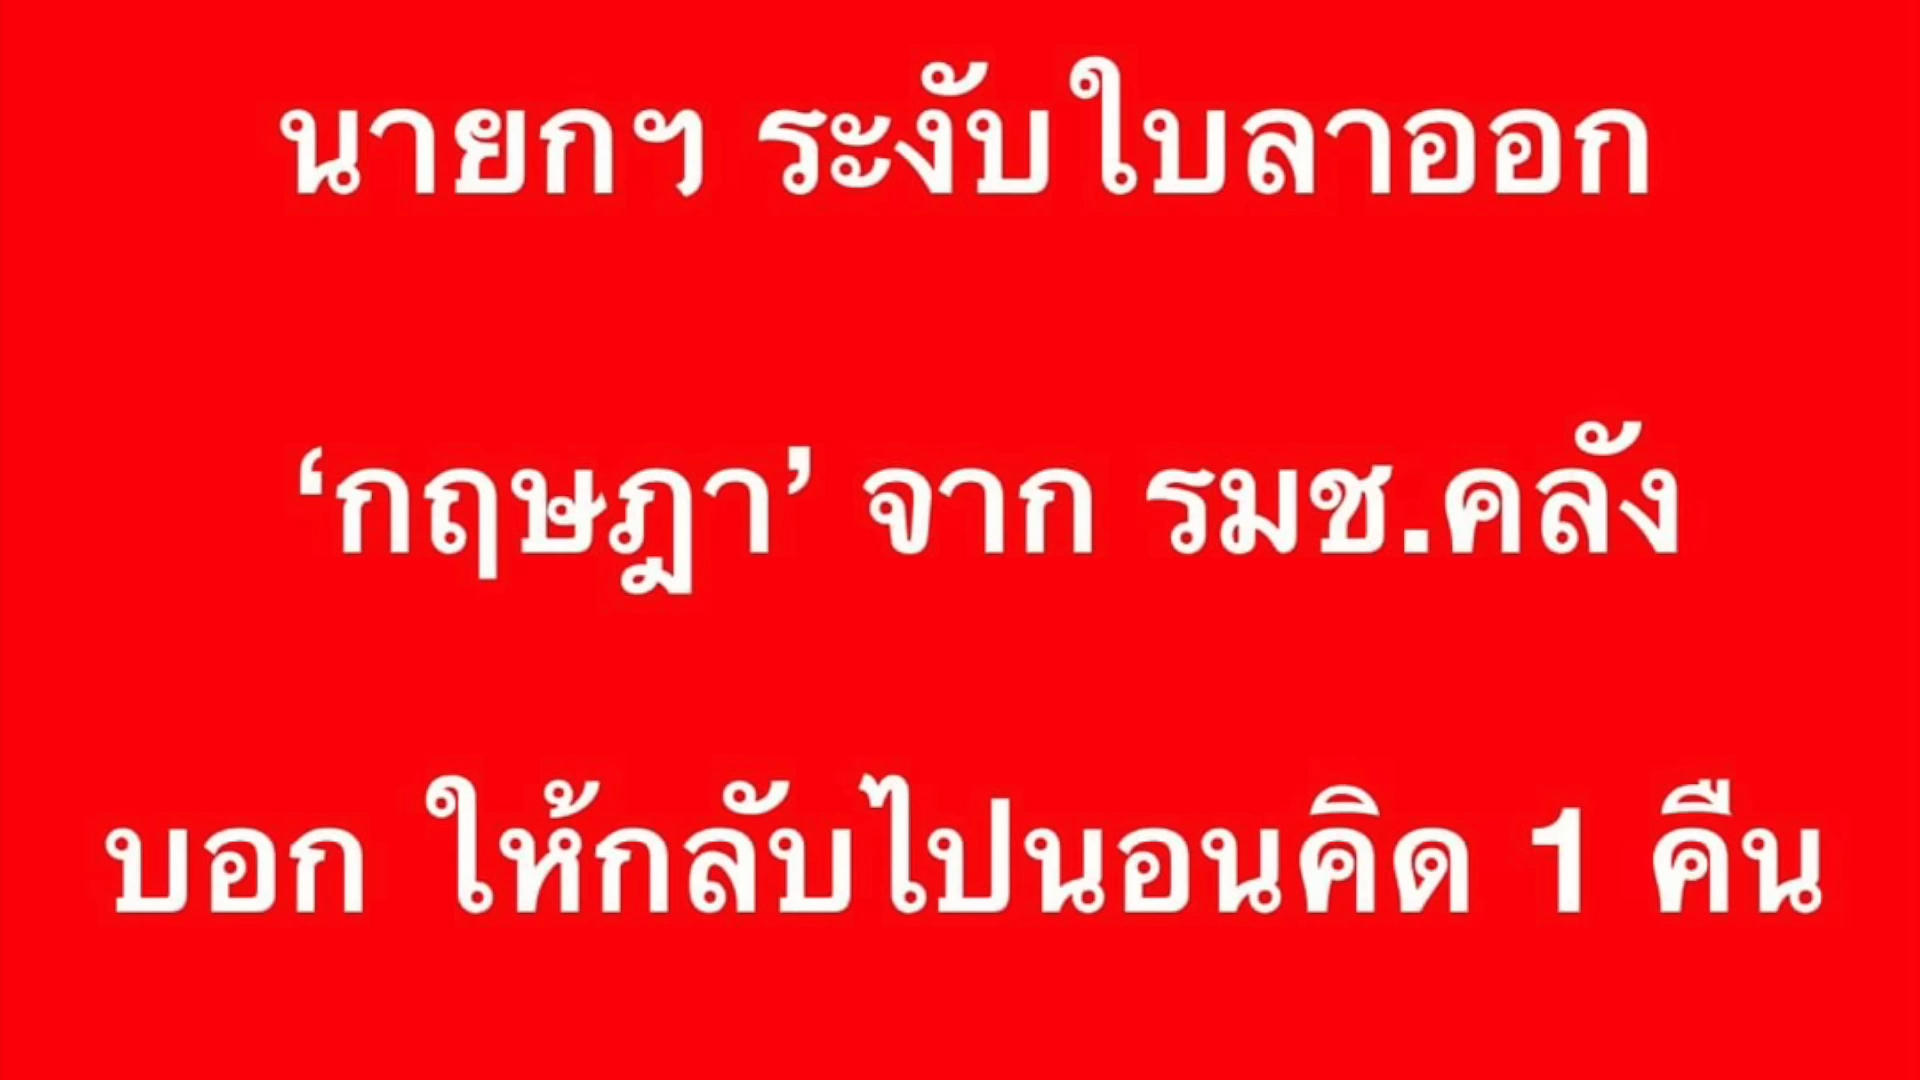 นายกฯ ระงับใบลาออก
‘กฤษฎา’ จาก รมช.คลัง
บอก ให้กลับไปนอนคิด 1 คืน